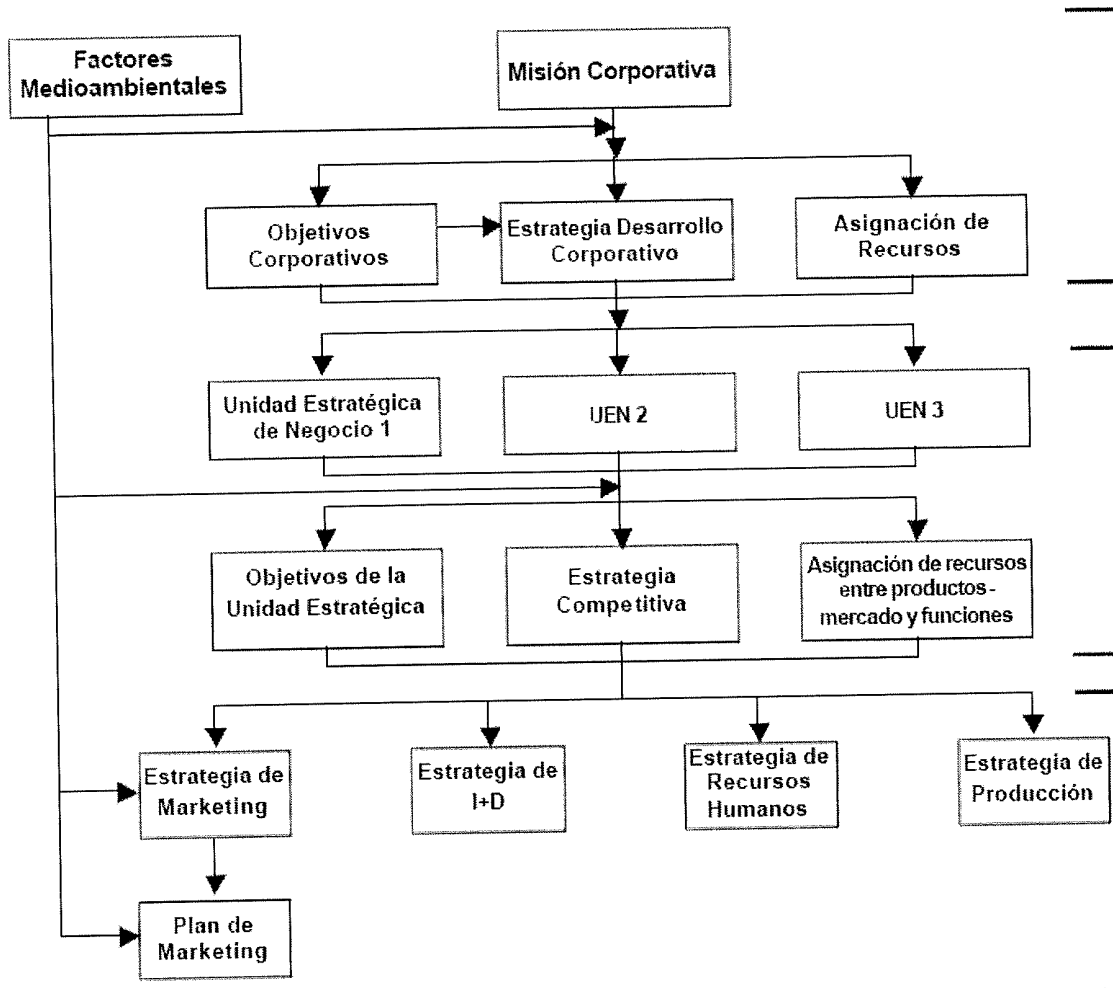 Factores
Medioambientales
Misión Corporativa
Objetivos
Corporativos
Estrategia Desarrollo
Corporativo
Asignación de
Recursos
Unidad Estratégica
de Negocio 1
UEN 2
UEN 3
Objetivos de la
Unidad Estratégica
Estrategia
Competitiva
Asignación de recursos
entre productos-
mercado y funciones
Estrategia de
Marketing
Estrategia de
I+D
Estrategia de
Recursos
Humanos
Estrategia de
Producción
Plan de
Marketing